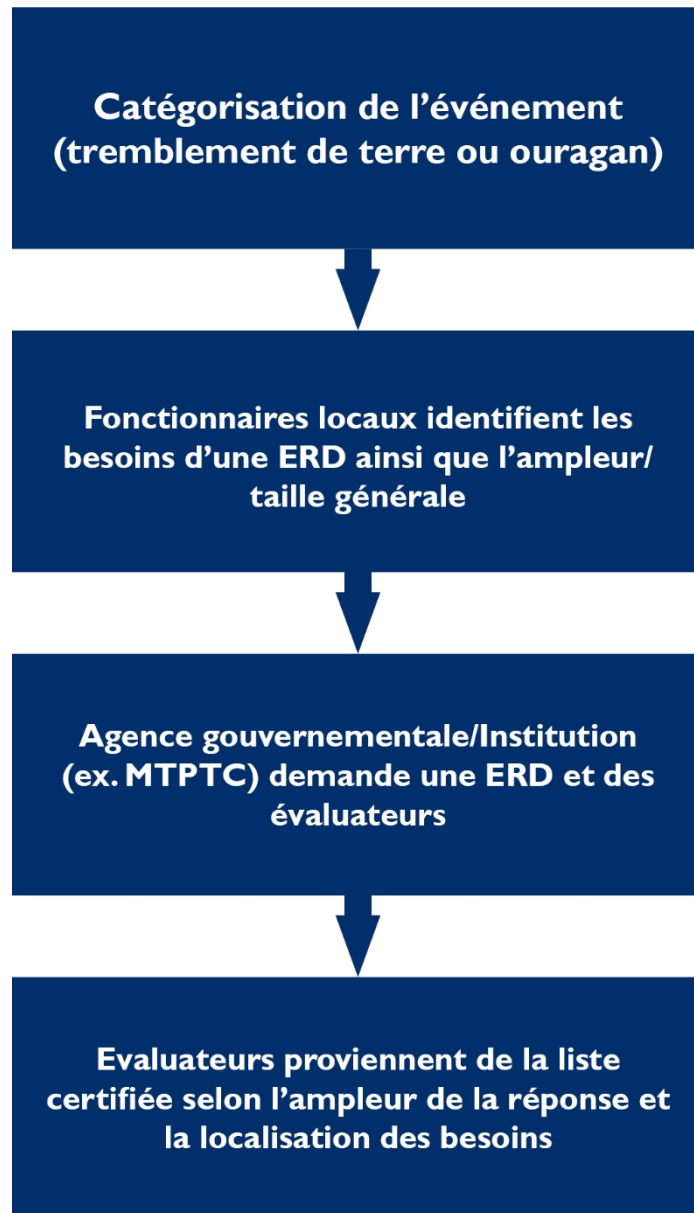 Catégorisation de l’événement
(tremblement de terre ou ouragan)
Fonctionnaires locaux identifient les
besoins d’une ERD ainsi que l’ampleur/
taille générale
Agence gouvernementale/Institution
(ex. MTPTC) demande une ERD et des
évaluateurs
Evaluateurs proviennent de la liste
certifiée selon l’ampleur de la réponse et
la localisation des besoins